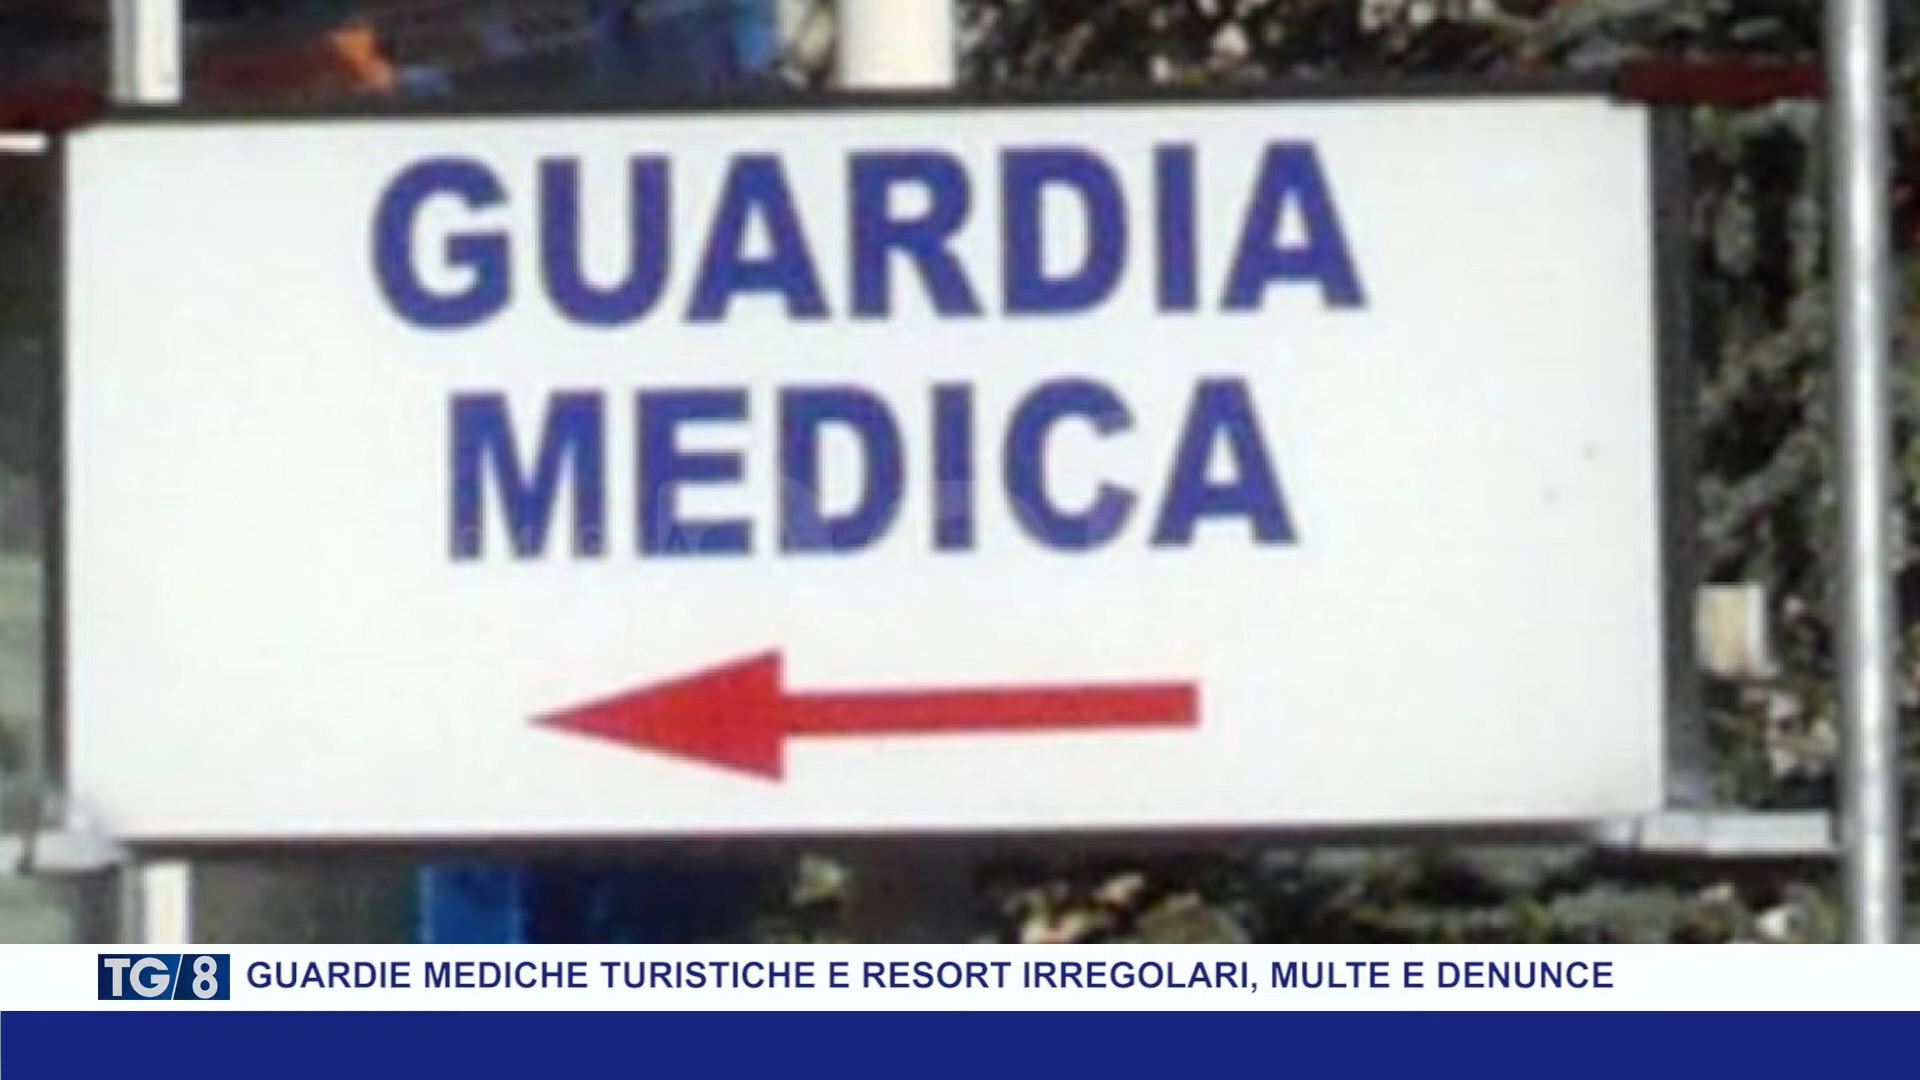 GUARDIA
MEDICA
TG/8 GUARDIE MEDICHE TURISTICHE E RESORT IRREGOLARI, MULTE E DENUNCE